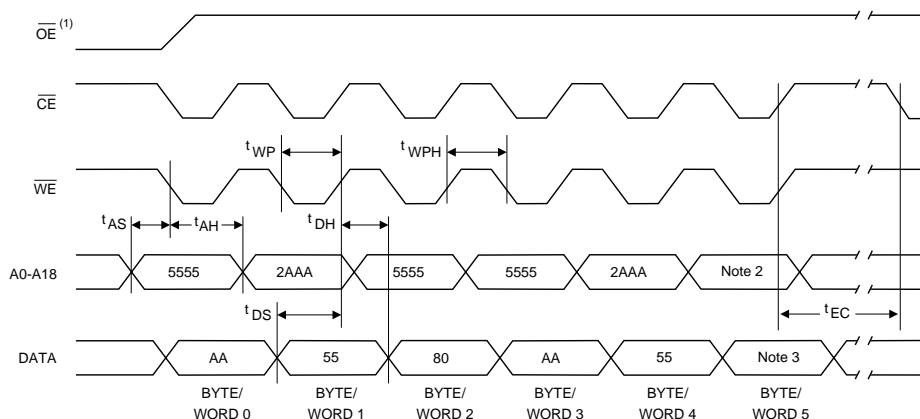 OE (1)
CE
t WP
t WPH
WE
t AS
t AH
t DH
A0-A18
5555
2AAA
5555
5555
2AAA
Note 2
t DS
t EC
DATA
AA
55
80
AA
55
Note 3
BYTE/
WORD 0
BYTE/
WORD 1
BYTE/
WORD 2
BYTE/
WORD 3
BYTE/
WORD 4
BYTE/
WORD 5